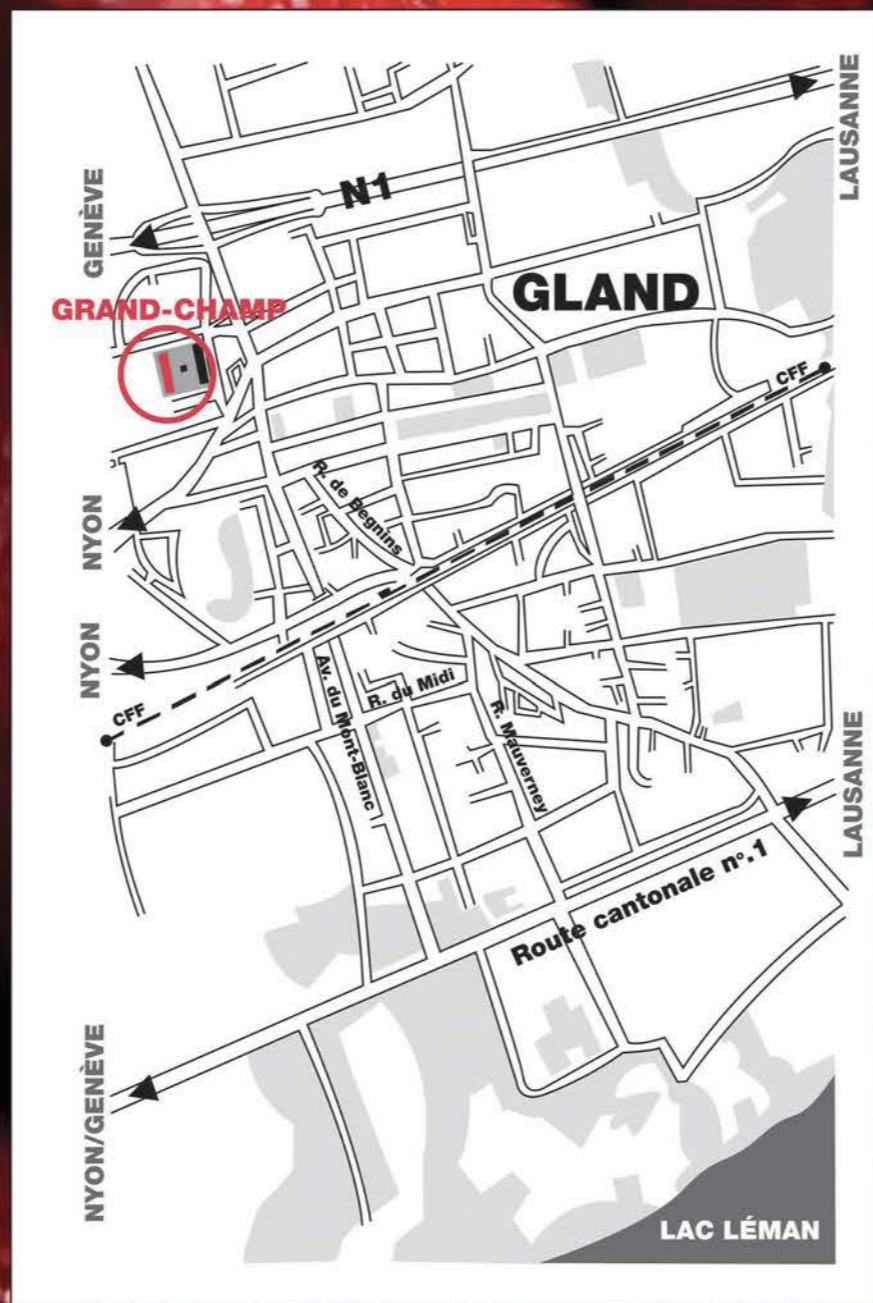 LAUSANNE
N1
GENÈVE
GRAND-CHAMP
GLAND
CFF
R. de Begnins
NYON
NYON
CFF
Av. du Mont-Blanc
R. du Midi
R. Mauverney
LAUSANNE
Route cantonale n°.1
NYON/GENÈVE
LAC LÉMAN